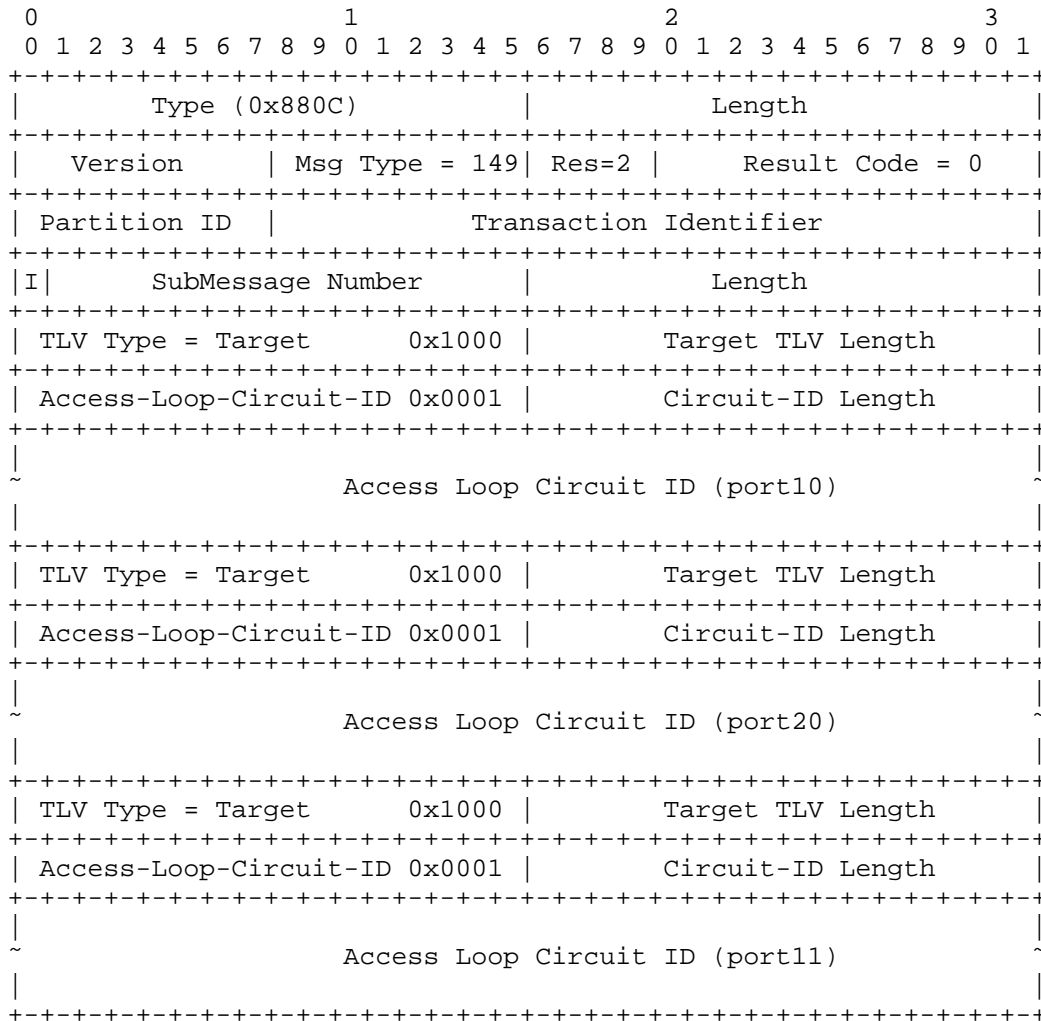 0                   1                   2                   3
 0 1 2 3 4 5 6 7 8 9 0 1 2 3 4 5 6 7 8 9 0 1 2 3 4 5 6 7 8 9 0 1
+-+-+-+-+-+-+-+-+-+-+-+-+-+-+-+-+-+-+-+-+-+-+-+-+-+-+-+-+-+-+-+-+
|        Type (0x880C)          |           Length              |
+-+-+-+-+-+-+-+-+-+-+-+-+-+-+-+-+-+-+-+-+-+-+-+-+-+-+-+-+-+-+-+-+
|   Version     | Msg Type = 149| Res=2 |     Result Code = 0   |
+-+-+-+-+-+-+-+-+-+-+-+-+-+-+-+-+-+-+-+-+-+-+-+-+-+-+-+-+-+-+-+-+
| Partition ID  |            Transaction Identifier             |
+-+-+-+-+-+-+-+-+-+-+-+-+-+-+-+-+-+-+-+-+-+-+-+-+-+-+-+-+-+-+-+-+
|I|      SubMessage Number      |           Length              |
+-+-+-+-+-+-+-+-+-+-+-+-+-+-+-+-+-+-+-+-+-+-+-+-+-+-+-+-+-+-+-+-+
| TLV Type = Target      0x1000 |        Target TLV Length      |
+-+-+-+-+-+-+-+-+-+-+-+-+-+-+-+-+-+-+-+-+-+-+-+-+-+-+-+-+-+-+-+-+
| Access-Loop-Circuit-ID 0x0001 |        Circuit-ID Length      |
+-+-+-+-+-+-+-+-+-+-+-+-+-+-+-+-+-+-+-+-+-+-+-+-+-+-+-+-+-+-+-+-+
|                                                               |
~                    Access Loop Circuit ID (port10)            ~
|                                                               |
+-+-+-+-+-+-+-+-+-+-+-+-+-+-+-+-+-+-+-+-+-+-+-+-+-+-+-+-+-+-+-+-+
| TLV Type = Target      0x1000 |        Target TLV Length      |
+-+-+-+-+-+-+-+-+-+-+-+-+-+-+-+-+-+-+-+-+-+-+-+-+-+-+-+-+-+-+-+-+
| Access-Loop-Circuit-ID 0x0001 |        Circuit-ID Length      |
+-+-+-+-+-+-+-+-+-+-+-+-+-+-+-+-+-+-+-+-+-+-+-+-+-+-+-+-+-+-+-+-+
|                                                               |
~                    Access Loop Circuit ID (port20)            ~
|                                                               |
+-+-+-+-+-+-+-+-+-+-+-+-+-+-+-+-+-+-+-+-+-+-+-+-+-+-+-+-+-+-+-+-+
| TLV Type = Target      0x1000 |        Target TLV Length      |
+-+-+-+-+-+-+-+-+-+-+-+-+-+-+-+-+-+-+-+-+-+-+-+-+-+-+-+-+-+-+-+-+
| Access-Loop-Circuit-ID 0x0001 |        Circuit-ID Length      |
+-+-+-+-+-+-+-+-+-+-+-+-+-+-+-+-+-+-+-+-+-+-+-+-+-+-+-+-+-+-+-+-+
|                                                               |
~                    Access Loop Circuit ID (port11)            ~
|                                                               |
+-+-+-+-+-+-+-+-+-+-+-+-+-+-+-+-+-+-+-+-+-+-+-+-+-+-+-+-+-+-+-+-+